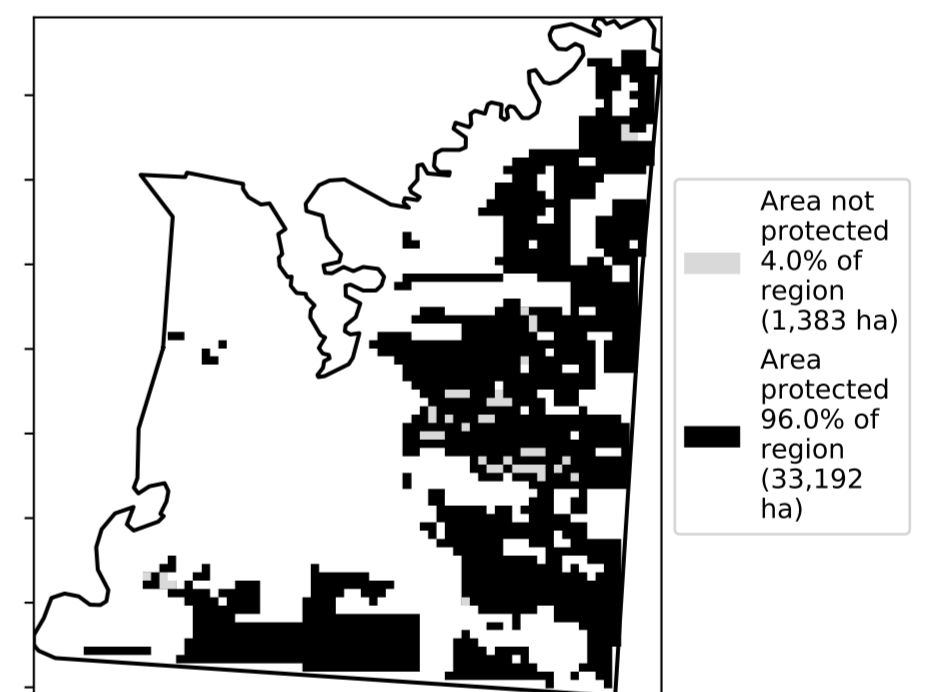 Area not
protected
4.0% of
region
(1,383 ha)
Area
protected
96.0% of
region
(33,192
ha)